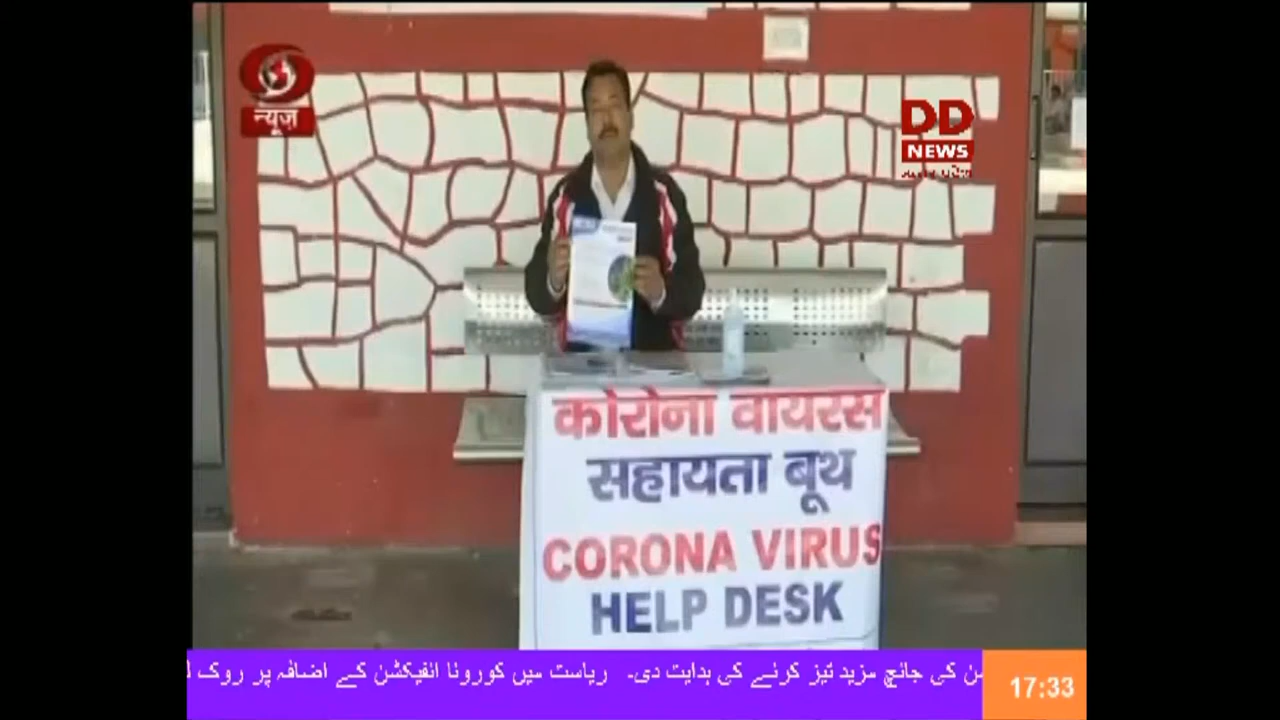 न्यूज़
DD
NEWS
कोरोना वायरस
सहायता बूथ
CORONA VIRUS
HELP DESK
کی جانچ مزید تیز کرنے کی ہدایت دی۔ ریاست میں کورونا انفیکشن کے اضافہ پر روک
17:33